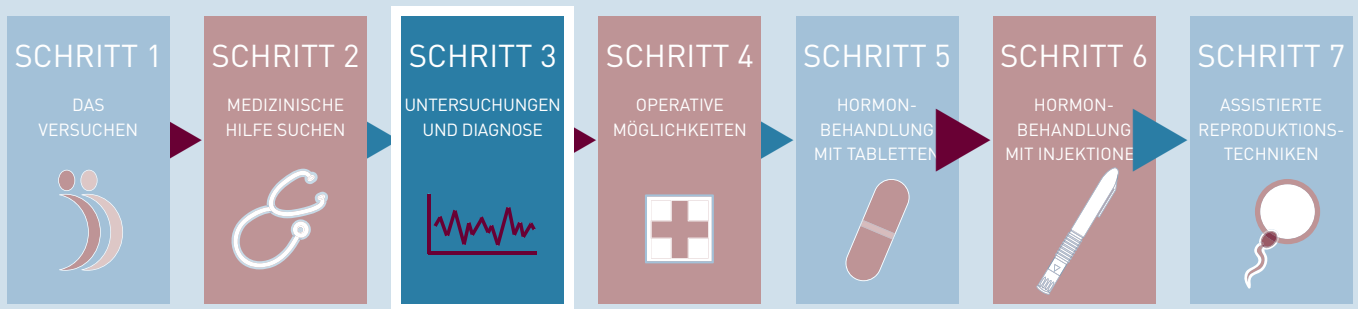 SCHRITT 1
DAS
VERSUCHEN
SCHRITT 2
MEDIZINISCHE
HILFE SUCHEN
SCHRITT 3
UNTERSUCHUNGEN
UND DIAGNOSE
SCHRITT 4
OPERATIVE
MÖGLICHKEITEN
SCHRITT 5
HORMON-
BEHANDLUNG
MIT TABLETTEN
SCHRITT 6
HORMON-
BEHANDLUNG
MIT INJEKTIONE
SCHRITT 7
ASSISTIERTE
REPRODUKTIONS-
TECHNIKEN